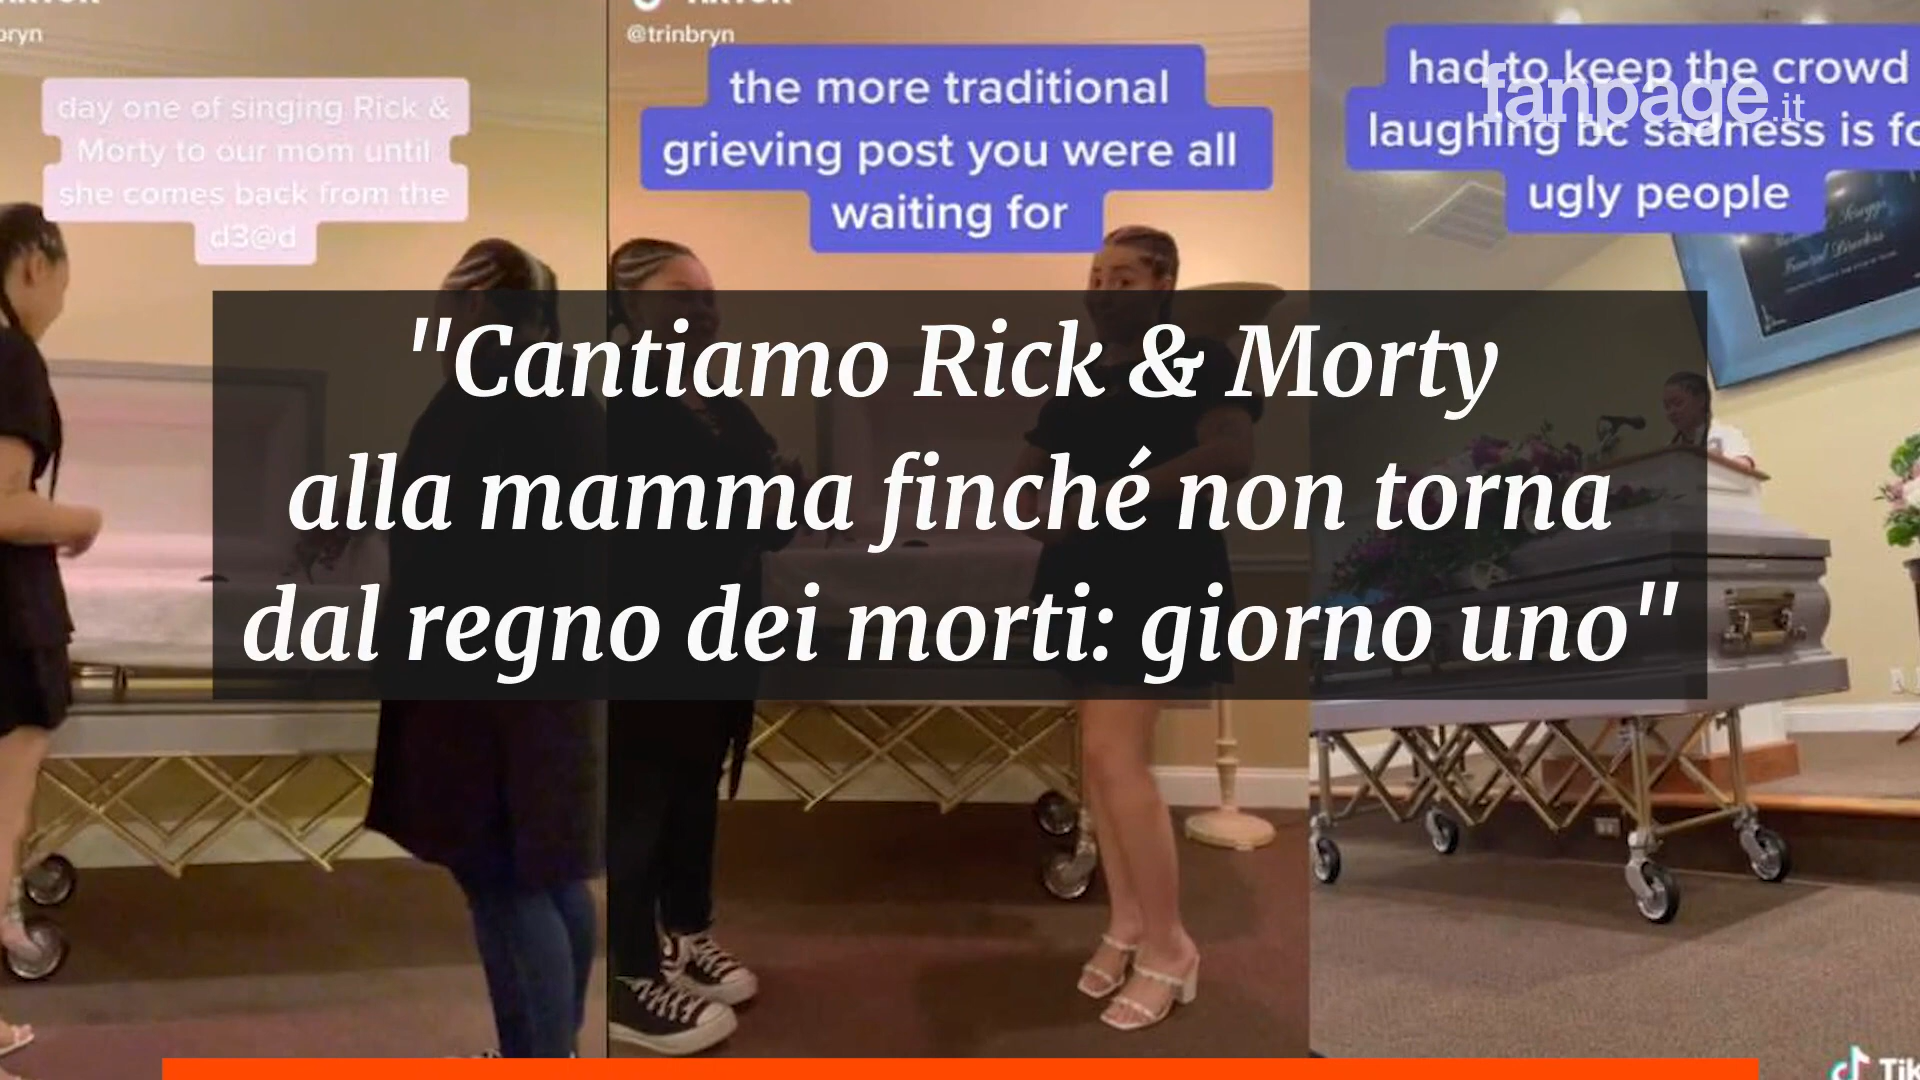 @trinbryn
day one of singing Rick &
Morty to our mom until
she comes back from the
d3@d
the more traditional
grieving post you were all
waiting for
had to keep the crowd
laughing bc sadness is fo
ugly people
fanpage.it
Funeral Directors
"Cantiamo Rick & Morty
alla mamma finché non torna
dal regno dei morti: giorno uno"